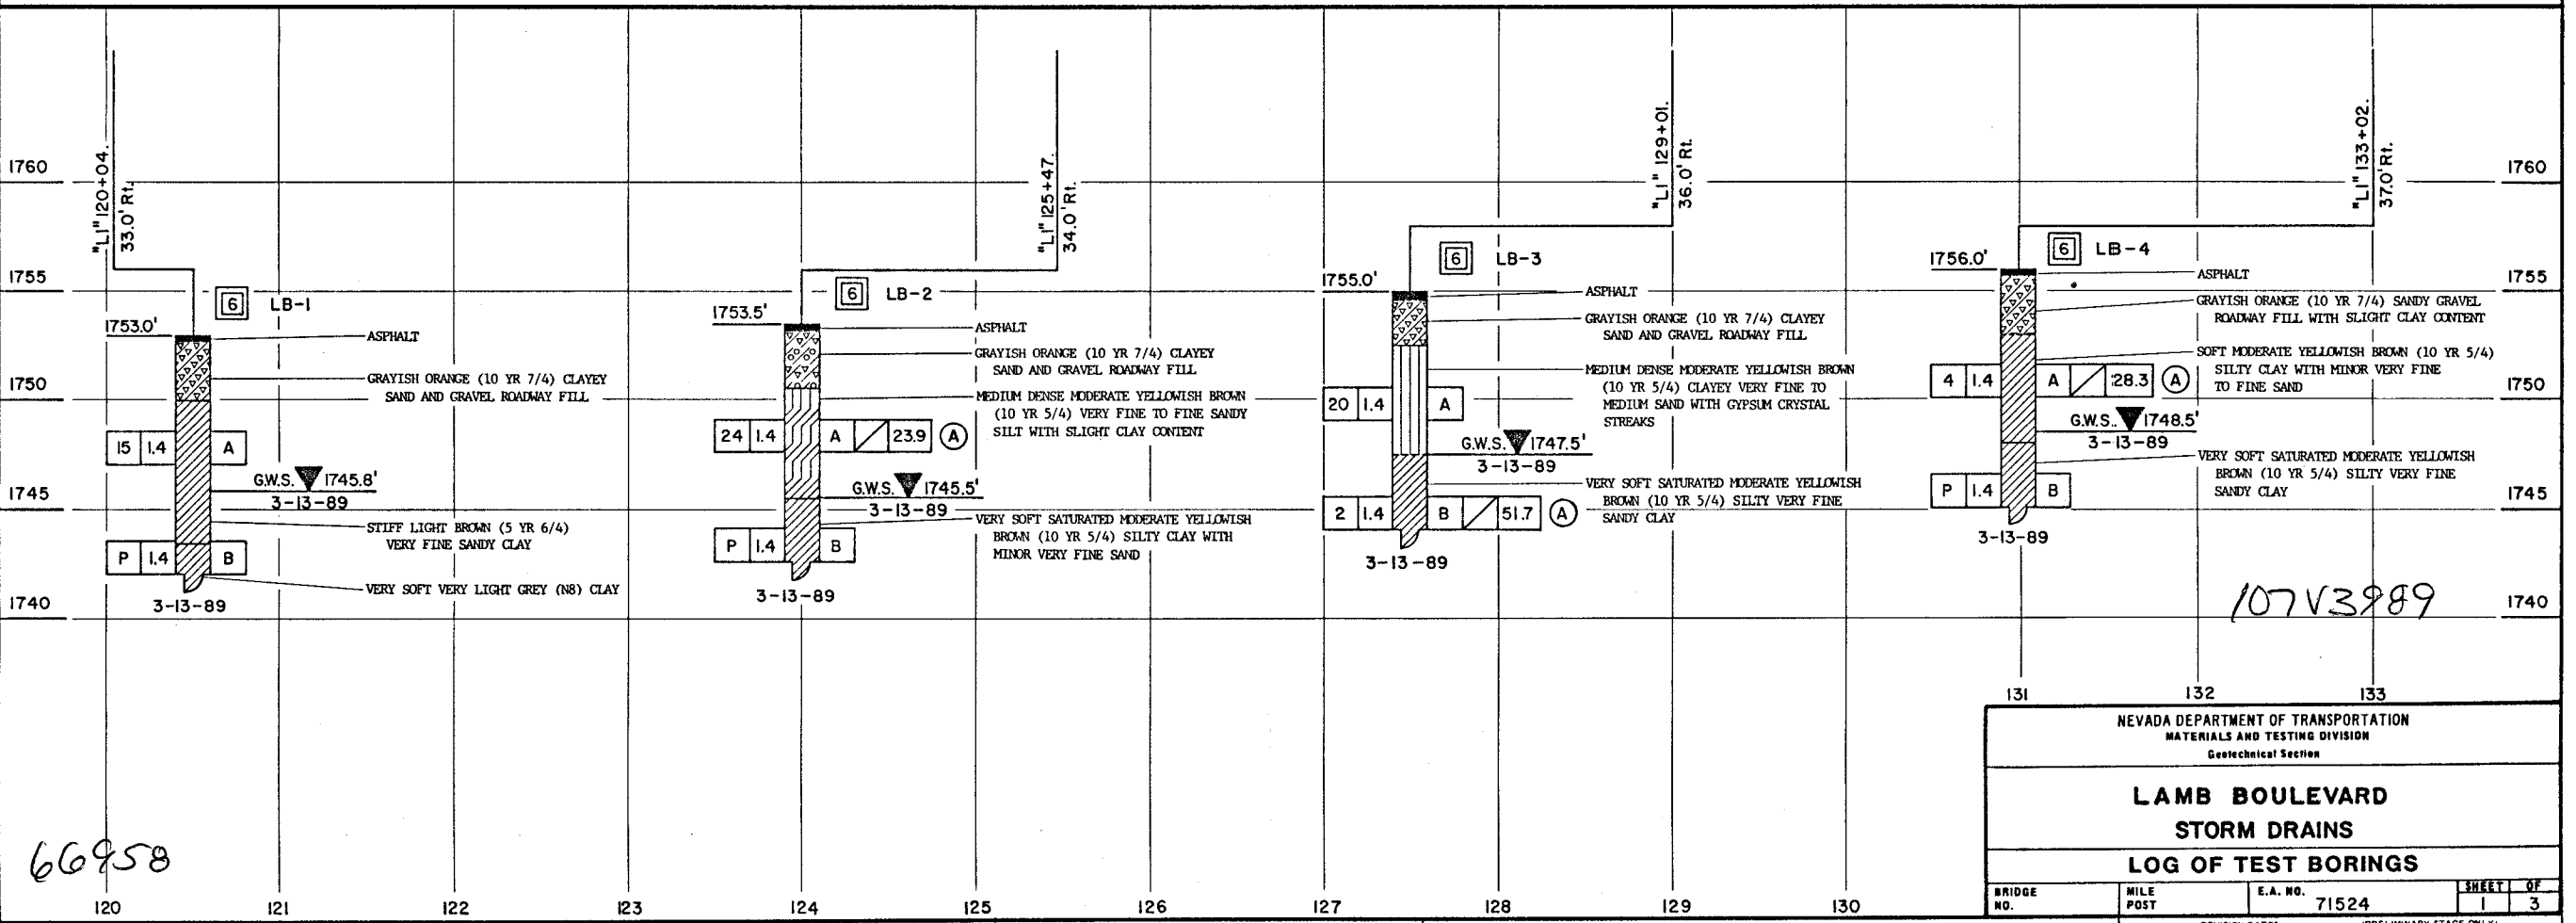 "L1" 120+04.
33.0' Rt.
1753.0'
6 LB-1
ASPHALT
GRAYISH ORANGE (10 YR 7/4) CLAYEY
SAND AND GRAVEL ROADWAY FILL
15 1.4 A
G.W.S. 1745.8'
3-13-89
STIFF LIGHT BROWN (5 YR 6/4)
VERY FINE SANDY CLAY
P 1.4 B
VERY SOFT VERY LIGHT GREY (N8) CLAY
3-13-89
"L1" 125+47.
34.0' Rt.
1753.5'
6 LB-2
ASPHALT
GRAYISH ORANGE (10 YR 7/4) CLAYEY
SAND AND GRAVEL ROADWAY FILL
MEDIUM DENSE MODERATE YELLOWISH BROWN
(10 YR 5/4) VERY FINE TO FINE SANDY
SILT WITH SLIGHT CLAY CONTENT
24 1.4 A 23.9 A
G.W.S. 1745.5'
3-13-89
VERY SOFT SATURATED MODERATE YELLOWISH
BROWN (10 YR 5/4) SILTY CLAY WITH
MINOR VERY FINE SAND
P 1.4 B
3-13-89
"L1" 129+01.
36.0' Rt.
1755.0'
6 LB-3
ASPHALT
GRAYISH ORANGE (10 YR 7/4) CLAYEY
SAND AND GRAVEL ROADWAY FILL
MEDIUM DENSE MODERATE YELLOWISH BROWN
(10 YR 5/4) CLAYEY VERY FINE TO
MEDIUM SAND WITH GYPSUM CRYSTAL
STREAKS
20 1.4 A
G.W.S. 1747.5'
3-13-89
VERY SOFT SATURATED MODERATE YELLOWISH
BROWN (10 YR 5/4) SILTY VERY FINE
SANDY CLAY
2 1.4 B 51.7 A
3-13-89
"L1" 133+02.
37.0' Rt.
1756.0'
6 LB-4
ASPHALT
GRAYISH ORANGE (10 YR 7/4) SANDY GRAVEL
ROADWAY FILL WITH SLIGHT CLAY CONTENT
SOFT MODERATE YELLOWISH BROWN (10 YR 5/4)
SILTY CLAY WITH MINOR VERY FINE
TO FINE SAND
4 1.4 A 28.3 A
G.W.S. 1748.5'
3-13-89
VERY SOFT SATURATED MODERATE YELLOWISH
BROWN (10 YR 5/4) SILTY VERY FINE
SANDY CLAY
P 1.4 B
3-13-89
1760 1760
1755 1755
1750 1750
1745 1745
1740 1740
107V3989
131 132 133
NEVADA DEPARTMENT OF TRANSPORTATION
MATERIALS AND TESTING DIVISION
Geotechnical Section
LAMB BOULEVARD
STORM DRAINS
LOG OF TEST BORINGS
BRIDGE NO.
MILE POST
E.A. NO. 71524
SHEET 1 OF 3
66958
120 121 122 123 124 125 126 127 128 129 130